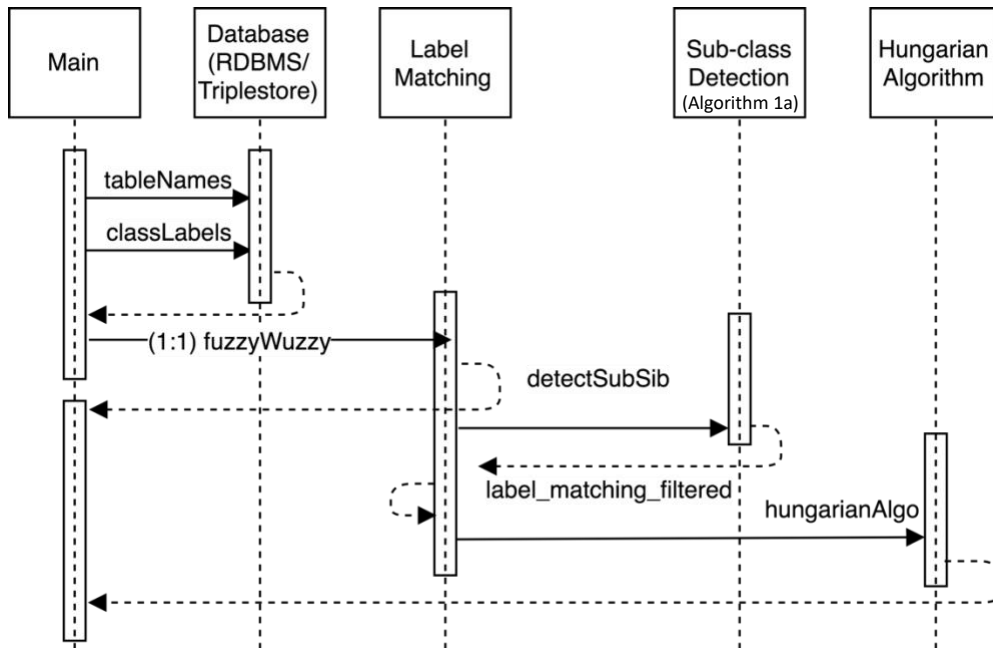 Main
Database
(RDBMS/
Triplestore)
Label
Matching
Sub-class
Detection
(Algorithm 1a)
Hungarian
Algorithm
tableNames
classLabels
(1:1) fuzzyWuzzy
detectSubSib
label_matching_filtered
hungarianAlgo